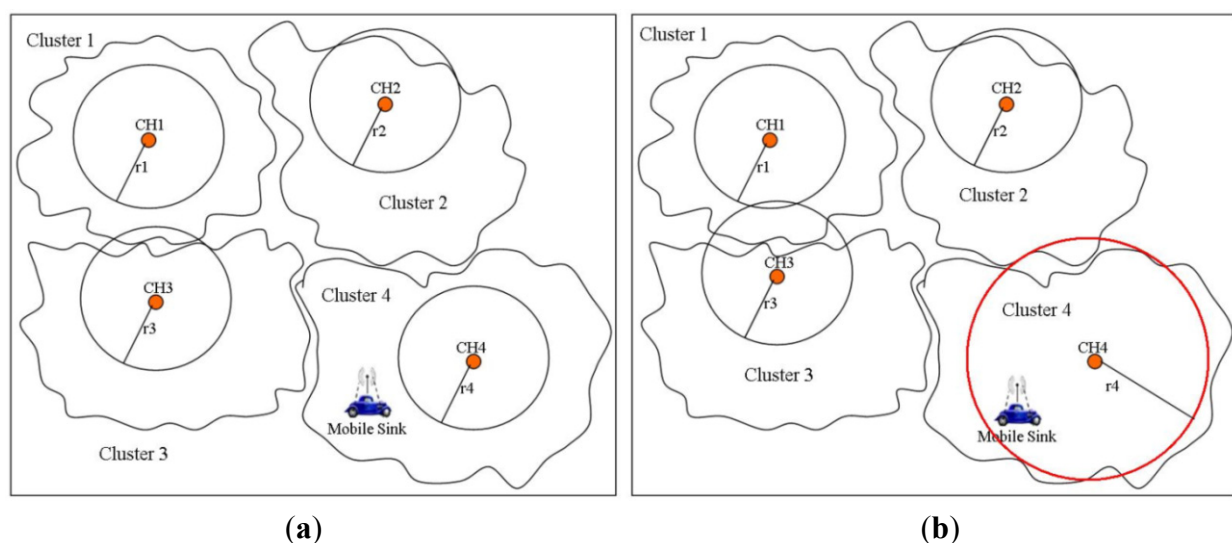 Cluster 1
CH1
r1
CH2
r2
Cluster 2
CH3
r3
Cluster 3
Cluster 4
CH4
r4
Mobile Sink
(a)
Cluster 1
CH1
r1
CH2
r2
Cluster 2
CH3
r3
Cluster 3
Cluster 4
CH4
r4
Mobile Sink
(b)